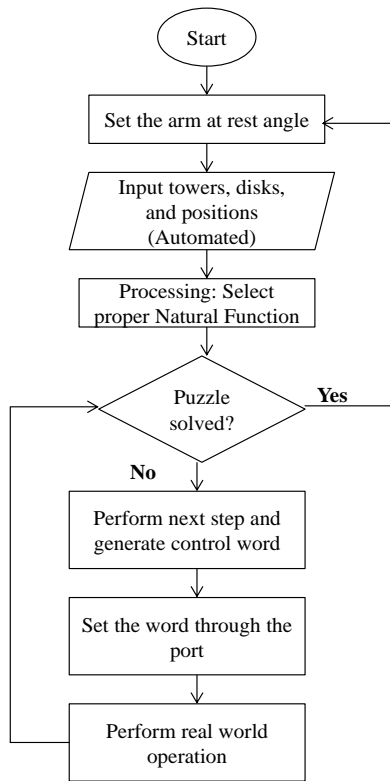 Start
Set the arm at rest angle
Input towers, disks,
and positions
(Automated)
Processing: Select
proper Natural Function
Puzzle
solved?
Yes
No
Perform next step and
generate control word
Set the word through the
port
Perform real world
operation